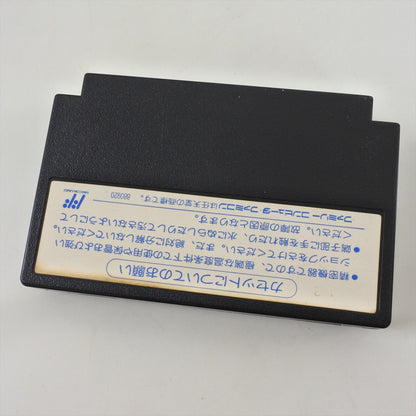 カセットについてのお願い
●精密機器ですので、極端な温度条件下での使用や保管および強い
ショックをさけてください。また、絶対に分解しないでください。
●端子部に手を触れたり、水にぬらしたりして汚さないようにして
ください。故障の原因となります。
ファミリーコンピュータ・ファミコンは任天堂の商標です。 880920